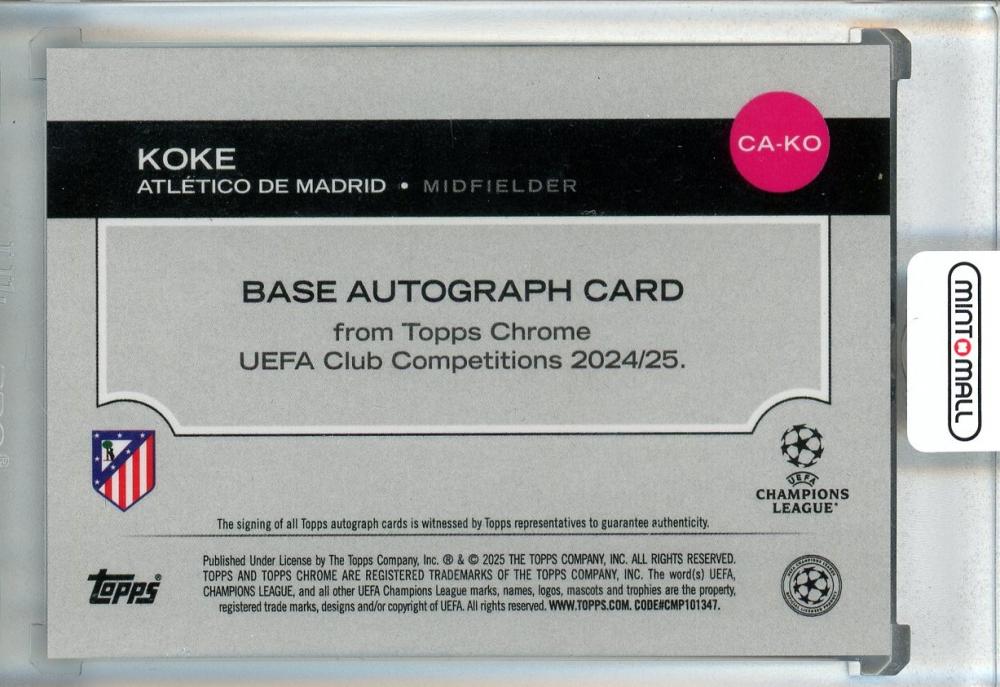 KOKE
ATLÉTICO DE MADRID • MIDFIELDER
CA-KO
BASE AUTOGRAPH CARD
from Topps Chrome
UEFA Club Competitions 2024/25.
MINT MALL
UEFA
CHAMPIONS
LEAGUE
The signing of all Topps autograph cards is witnessed by Topps representatives to guarantee authenticity.
topps
Published Under License by The Topps Company, Inc. ® & © 2025 THE TOPPS COMPANY, INC. ALL RIGHTS RESERVED.
TOPPS AND TOPPS CHROME ARE REGISTERED TRADEMARKS OF THE TOPPS COMPANY, INC. The word(s) UEFA,
CHAMPIONS LEAGUE, and all other UEFA Champions League marks, names, logos, mascots and trophies are the property,
registered trade marks, designs and/or copyright of UEFA. All rights reserved. WWW.TOPPS.COM. CODE#CMP101347.